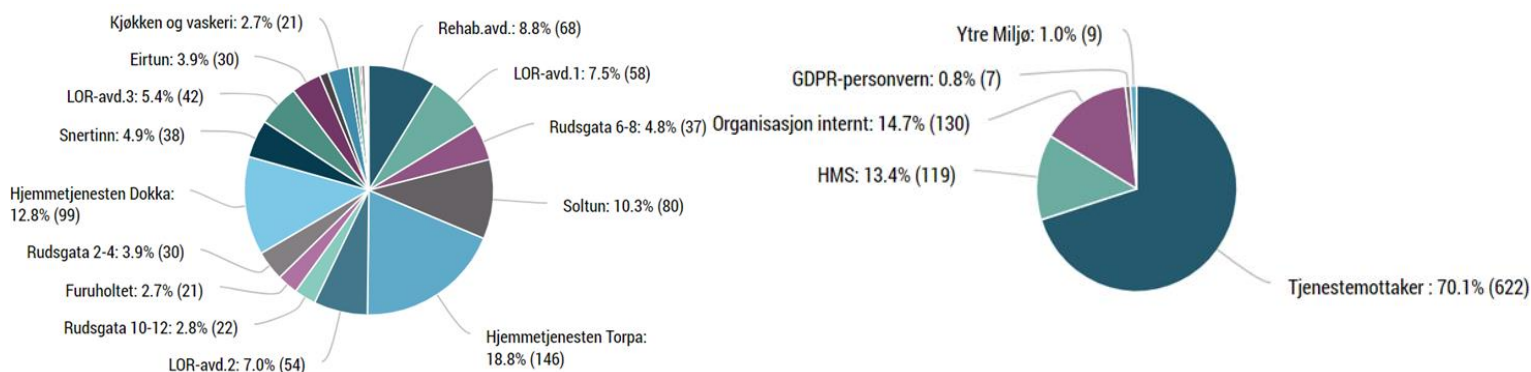 Kjøkken og vaskeri: 2.7% (21)
Eirtun: 3.9% (30)
LOR-avd.3: 5.4% (42)
Snertinn: 4.9% (38)
Hjemmetjenesten Dokka:
12.8% (99)
Rudsgata 2-4: 3.9% (30)
Furuholtet: 2.7% (21)
Rudsgata 10-12: 2.8% (22)
LOR-avd.2: 7.0% (54)
Rehab.avd.: 8.8% (68)
LOR-avd.1: 7.5% (58)
Rudsgata 6-8: 4.8% (37)
Soltun: 10.3% (80)
Hjemmetjenesten Torpa:
18.8% (146)
Ytre Miljø: 1.0% (9)
GDPR-personvern: 0.8% (7)
Organisasjon internt: 14.7% (130)
HMS: 13.4% (119)
Tjenestemottaker : 70.1% (622)